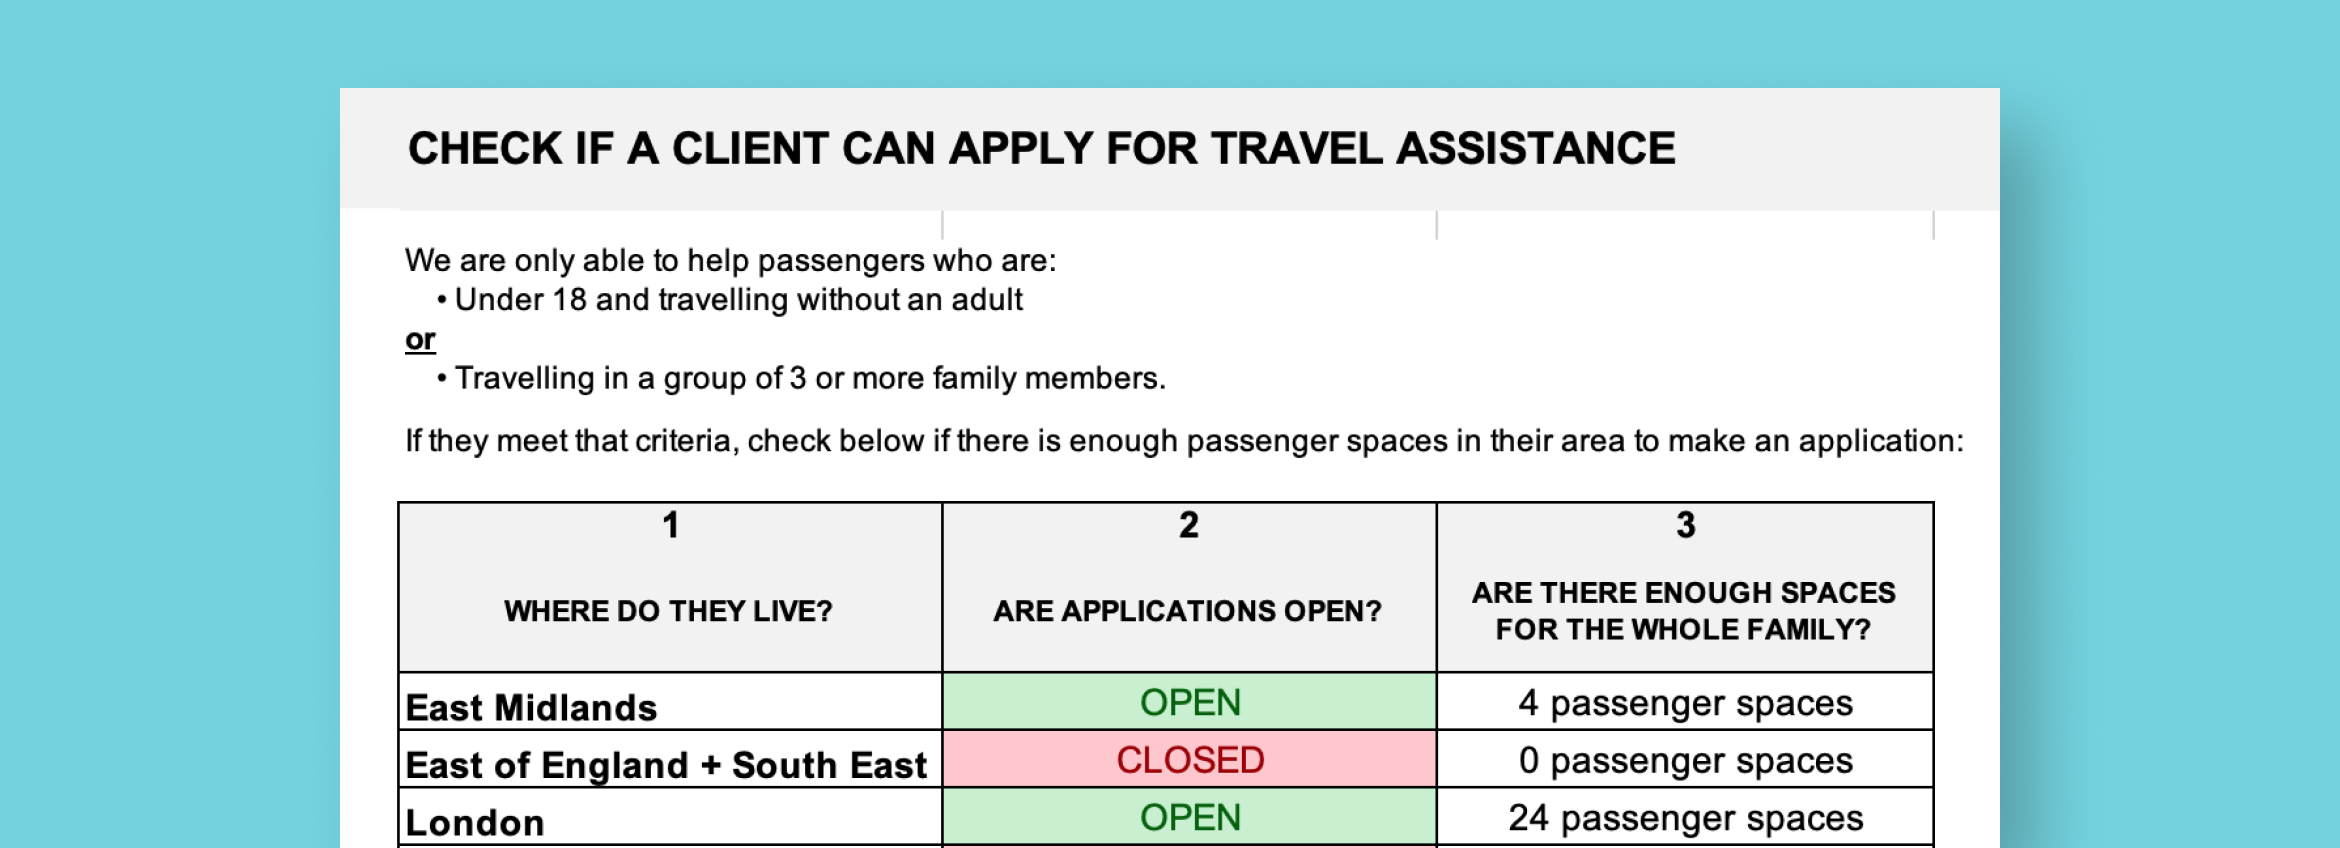 CHECK IF A CLIENT CAN APPLY FOR TRAVEL ASSISTANCE
We are only able to help passengers who are:
• Under 18 and travelling without an adult
or
• Travelling in a group of 3 or more family members.
If they meet that criteria, check below if there is enough passenger spaces in their area to make an application:
1 2 3
WHERE DO THEY LIVE? ARE APPLICATIONS OPEN? ARE THERE ENOUGH SPACES
FOR THE WHOLE FAMILY?
East Midlands OPEN 4 passenger spaces
East of England + South East CLOSED 0 passenger spaces
London OPEN 24 passenger spaces